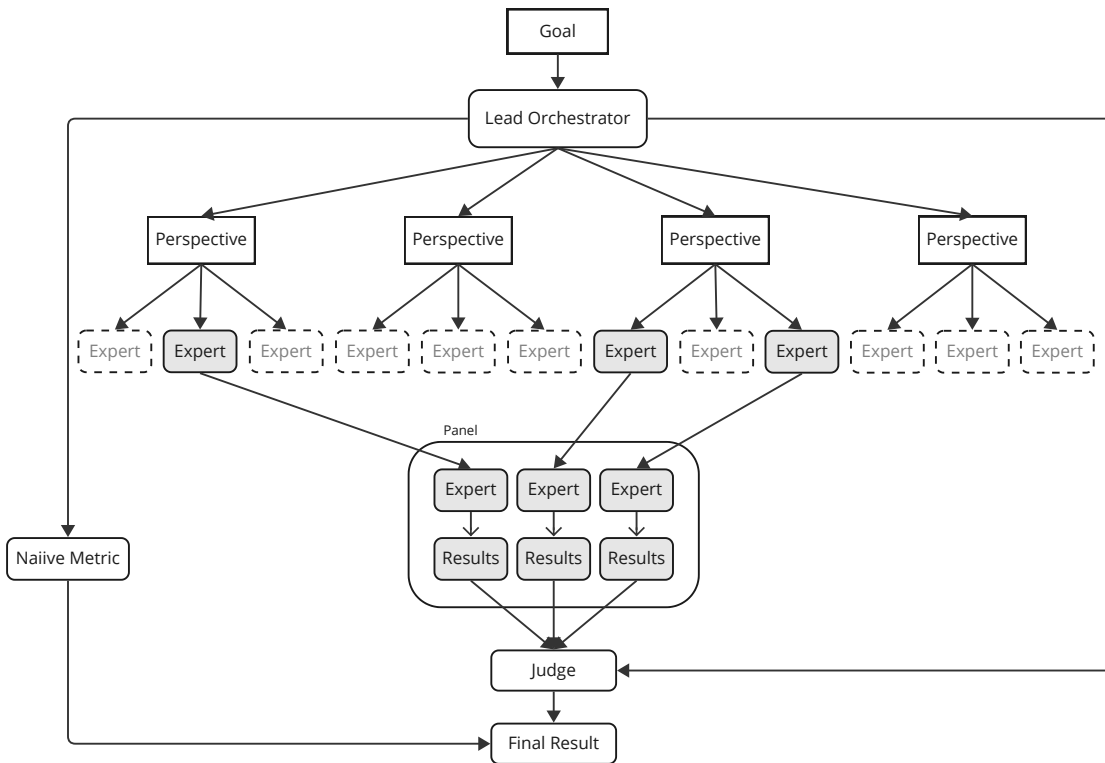 Goal
Lead Orchestrator
Perspective
Perspective
Perspective
Perspective
Expert
Expert
Expert
Expert
Expert
Expert
Expert
Expert
Expert
Expert
Expert
Expert
Panel
Expert
Expert
Expert
Naiive Metric
Results
Results
Results
Judge
Final Result